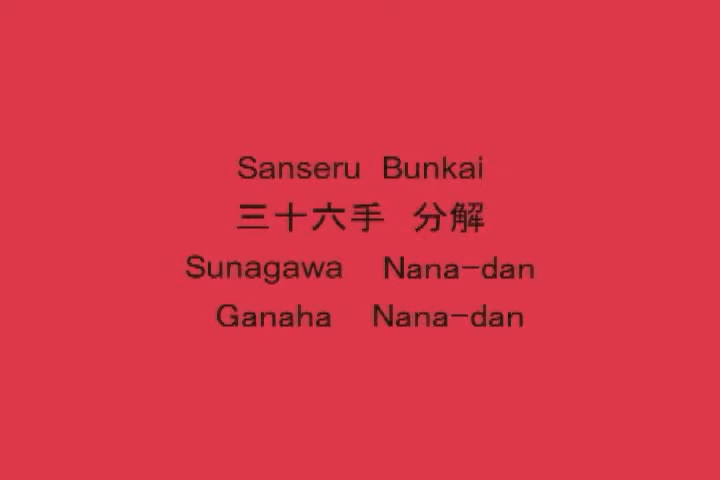 Sanseru Bunkai
三十六手 分解
Sunagawa Nana-dan
Ganaha Nana-dan